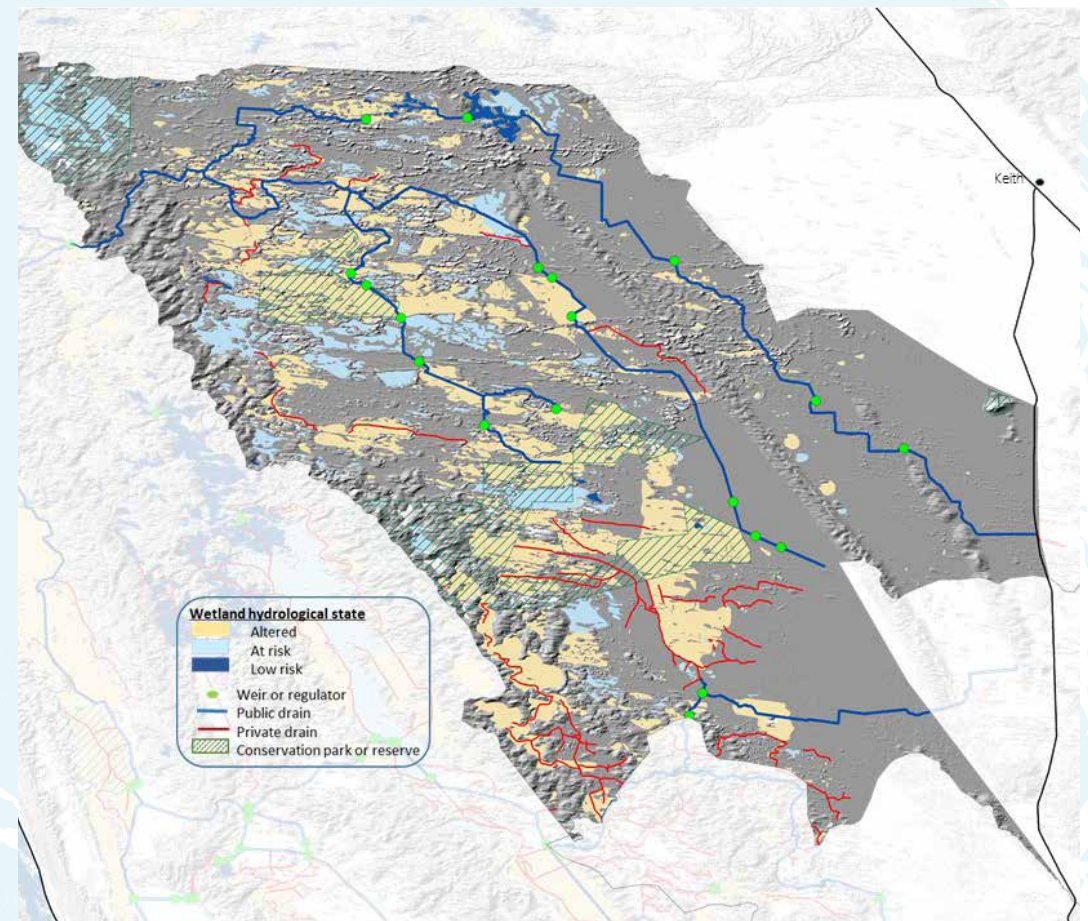 Keith
Wetland hydrological state
Altered
At risk
Low risk
Weir or regulator
Public drain
Private drain
Conservation park or reserve